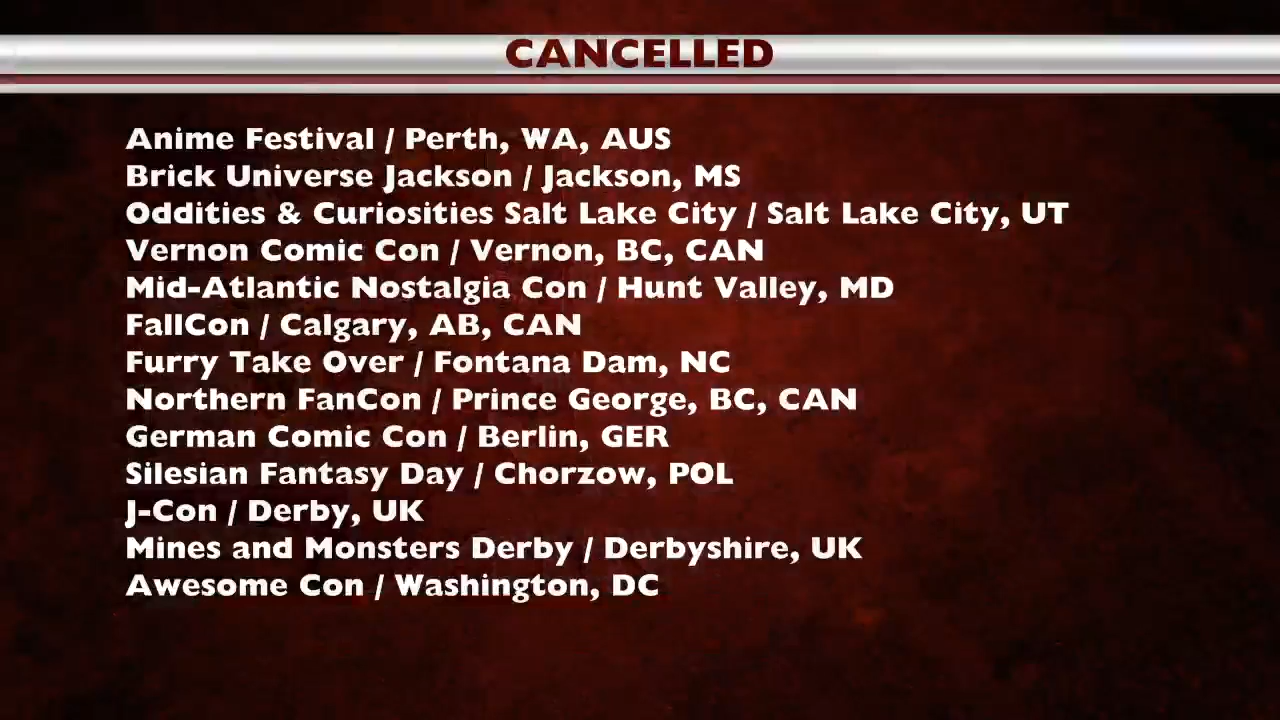 CANCELLED
Anime Festival / Perth, WA, AUS
Brick Universe Jackson / Jackson, MS
Oddities & Curiosities Salt Lake City / Salt Lake City, UT
Vernon Comic Con / Vernon, BC, CAN
Mid-Atlantic Nostalgia Con / Hunt Valley, MD
FallCon / Calgary, AB, CAN
Furry Take Over / Fontana Dam, NC
Northern FanCon / Prince George, BC, CAN
German Comic Con / Berlin, GER
Silesian Fantasy Day / Chorzow, POL
J-Con / Derby, UK
Mines and Monsters Derby / Derbyshire, UK
Awesome Con / Washington, DC